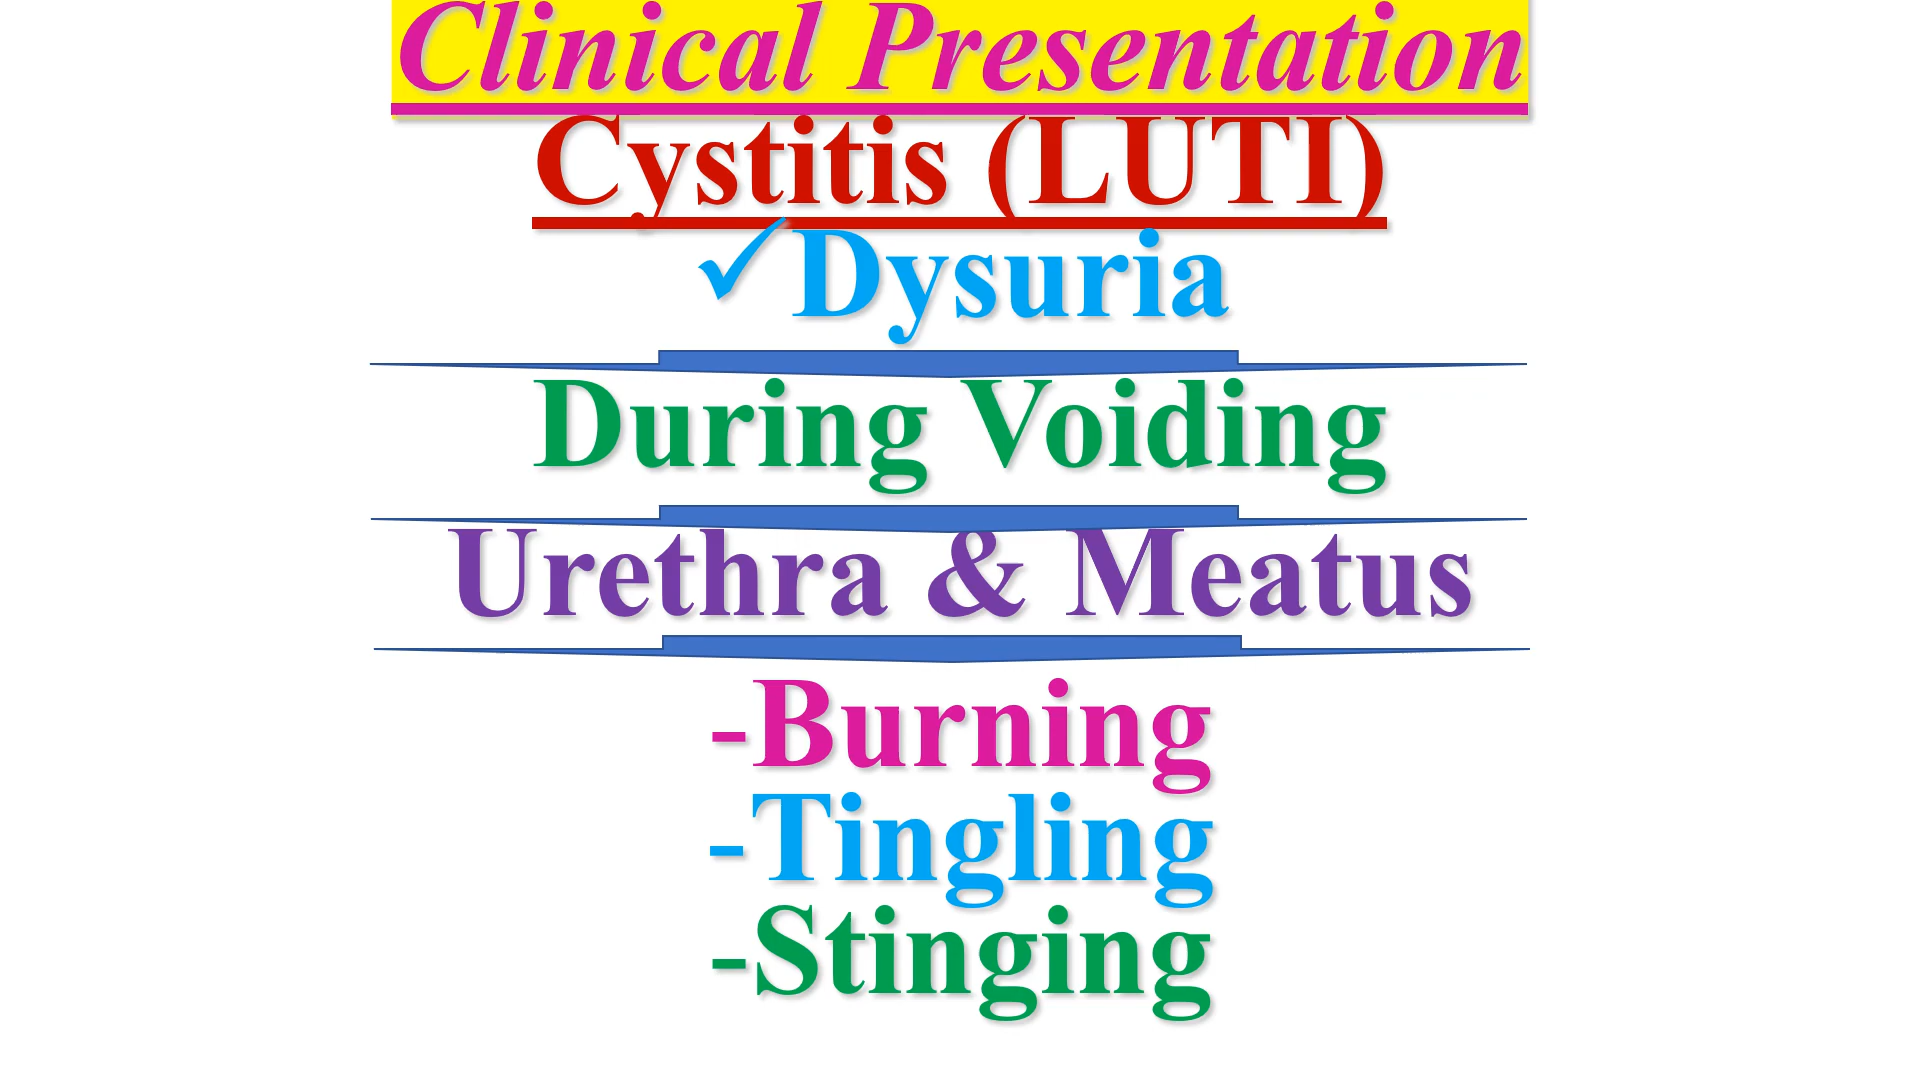 Clinical Presentation
Cystitis (LUTI)
✓Dysuria
During Voiding
Urethra & Meatus
-Burning
-Tingling
-Stinging